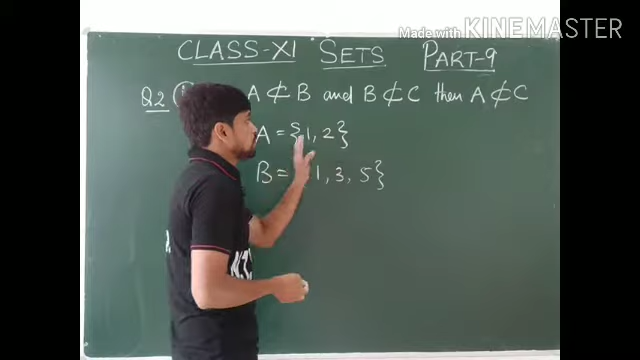 Made with KINEMASTER
CLASS-XI SETS PART-9
Q2 A ⊄ B and B ⊄ C then A ⊄ C
A = {1, 2}
B = 1, 3, 5}